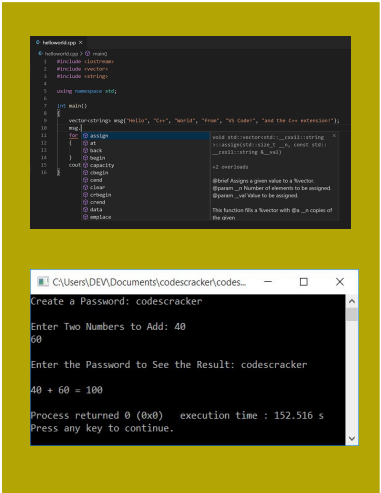 helloworld.cpp ×
helloworld.cpp > main()
1 #include <iostream>
2 #include <vector>
3 #include <string>
4
5 using namespace std;
6
7 int main()
8 {
9 vector<string> msg{"Hello", "C++", "World", "from", "VS Code!", "and the C++ extension!"};
10 msg.
11 for assign
12 { at
13 back
14 } begin
15 cout capacity
16 } cbegin
cend
clear
crbegin
crend
data
emplace
void std::vector<std::__cxx11::string
>::assign(std::size_t __n, const std::
__cxx11::string &__val)
+2 overloads
@brief Assigns a given value to a %vector.
@param __n Number of elements to be assigned.
@param __val Value to be assigned.
This function fills a %vector with @a __n copies of
the given
C:\Users\DEV\Documents\codescracker\codes...
Create a Password: codescracker
Enter Two Numbers to Add: 40
60
Enter the Password to See the Result: codescracker
40 + 60 = 100
Process returned 0 (0x0) execution time : 152.516 s
Press any key to continue.